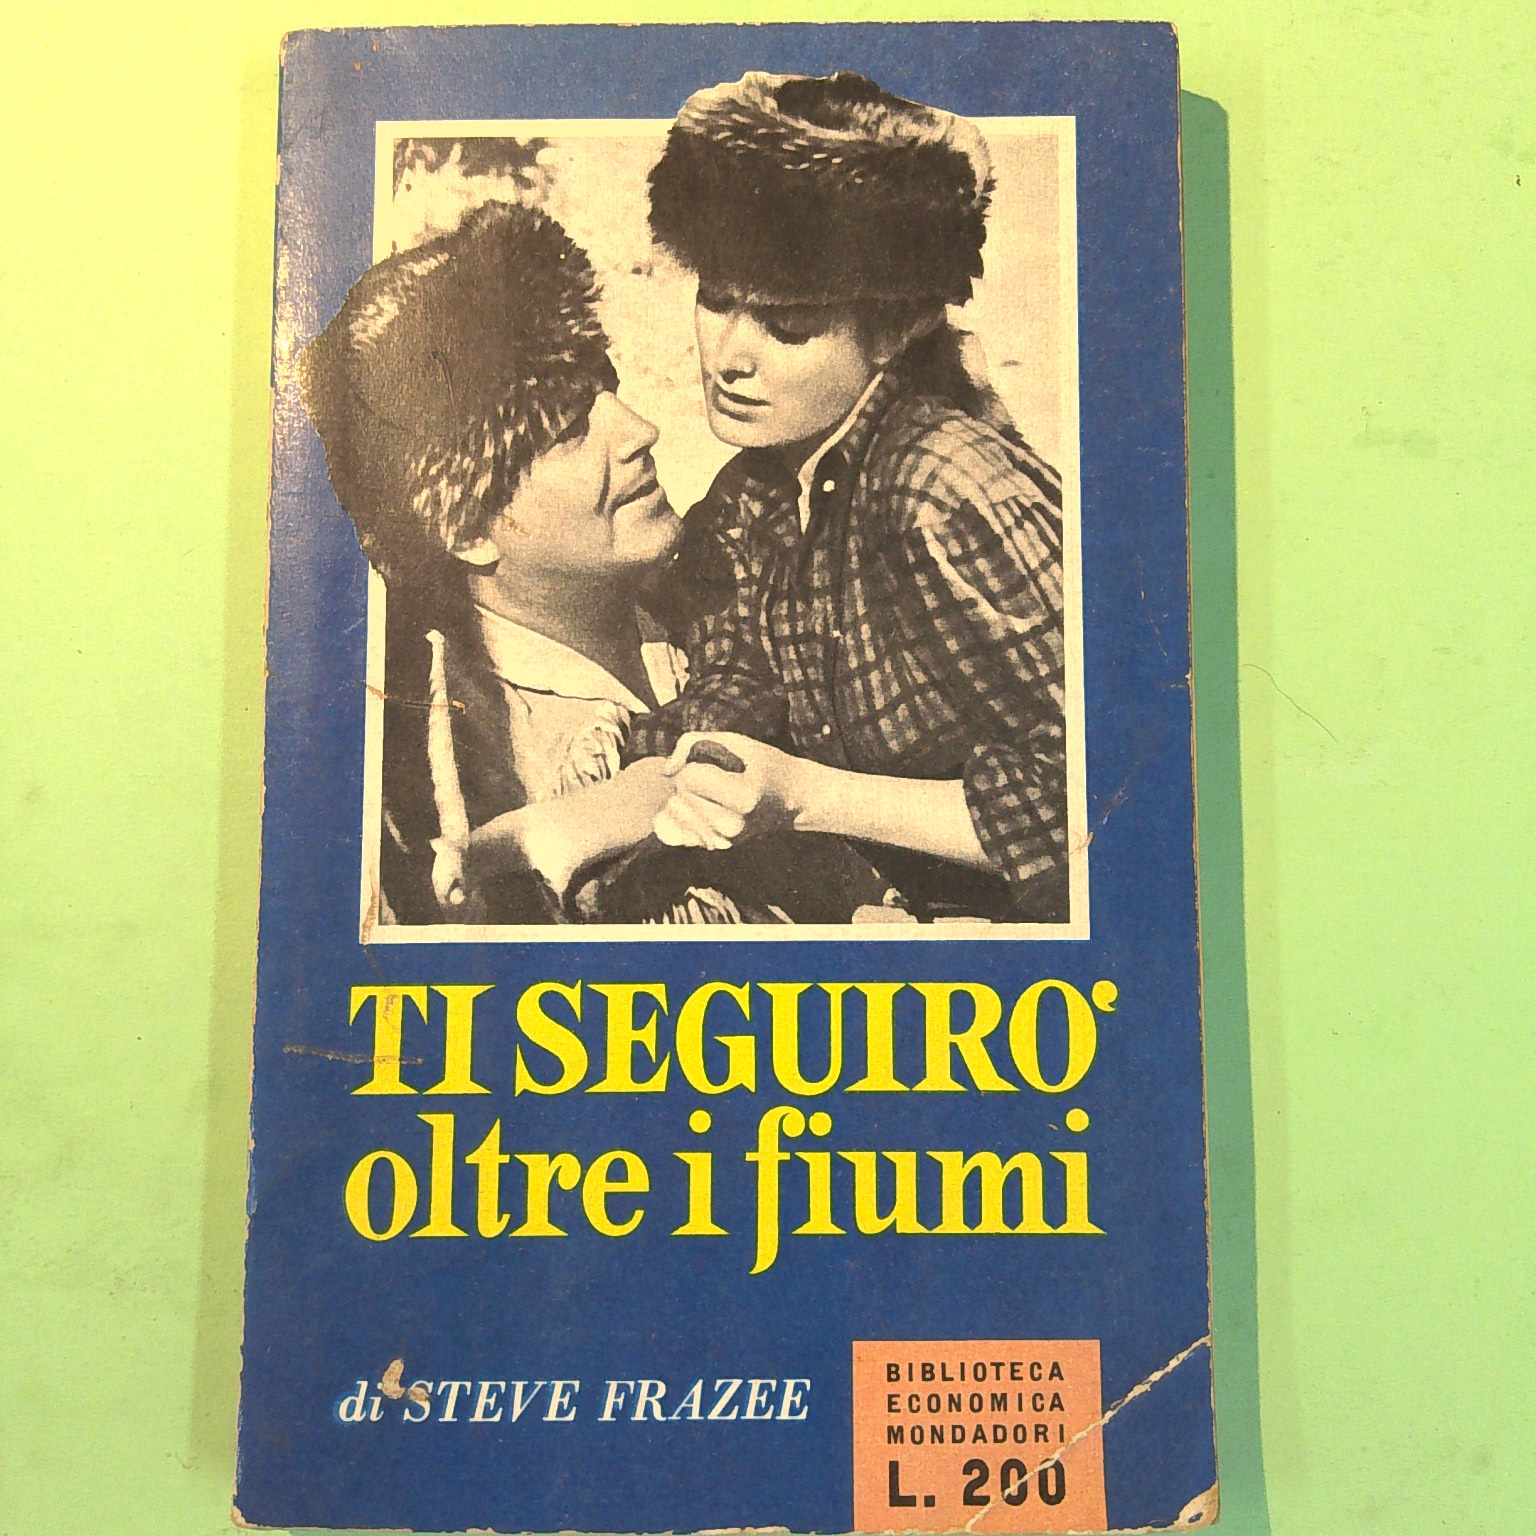 TI SEGUIRO'
oltre i fiumi
di STEVE FRAZEE
BIBLIOTECA
ECONOMICA
MONDADORI
L. 200